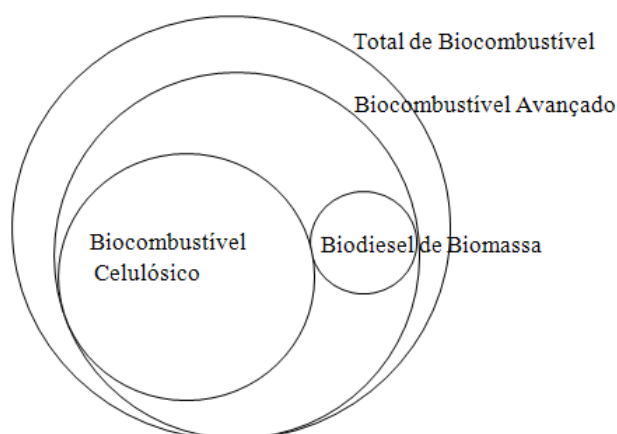 Total de Biocombustível
Biocombustível Avançado
Biocombustível
Celulósico
Biodiesel de Biomassa